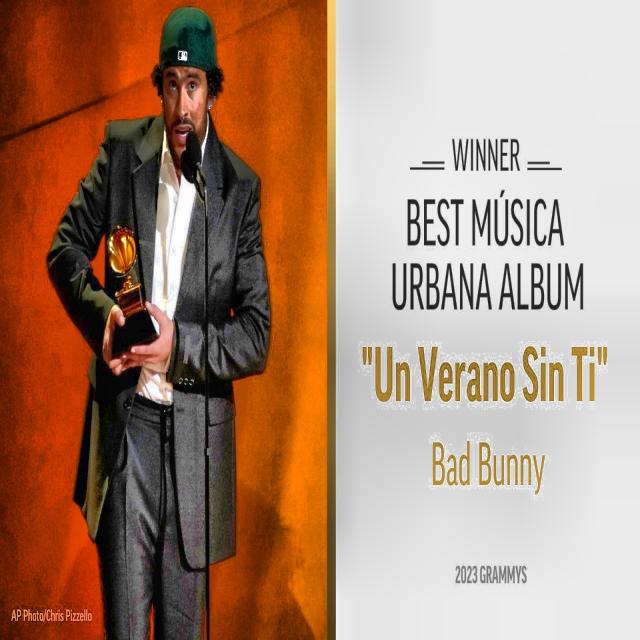 WINNER
BEST MÚSICA
URBANA ALBUM
"Un Verano Sin Ti"
Bad Bunny
2023 GRAMMYS
AP Photo/Chris Pizzello